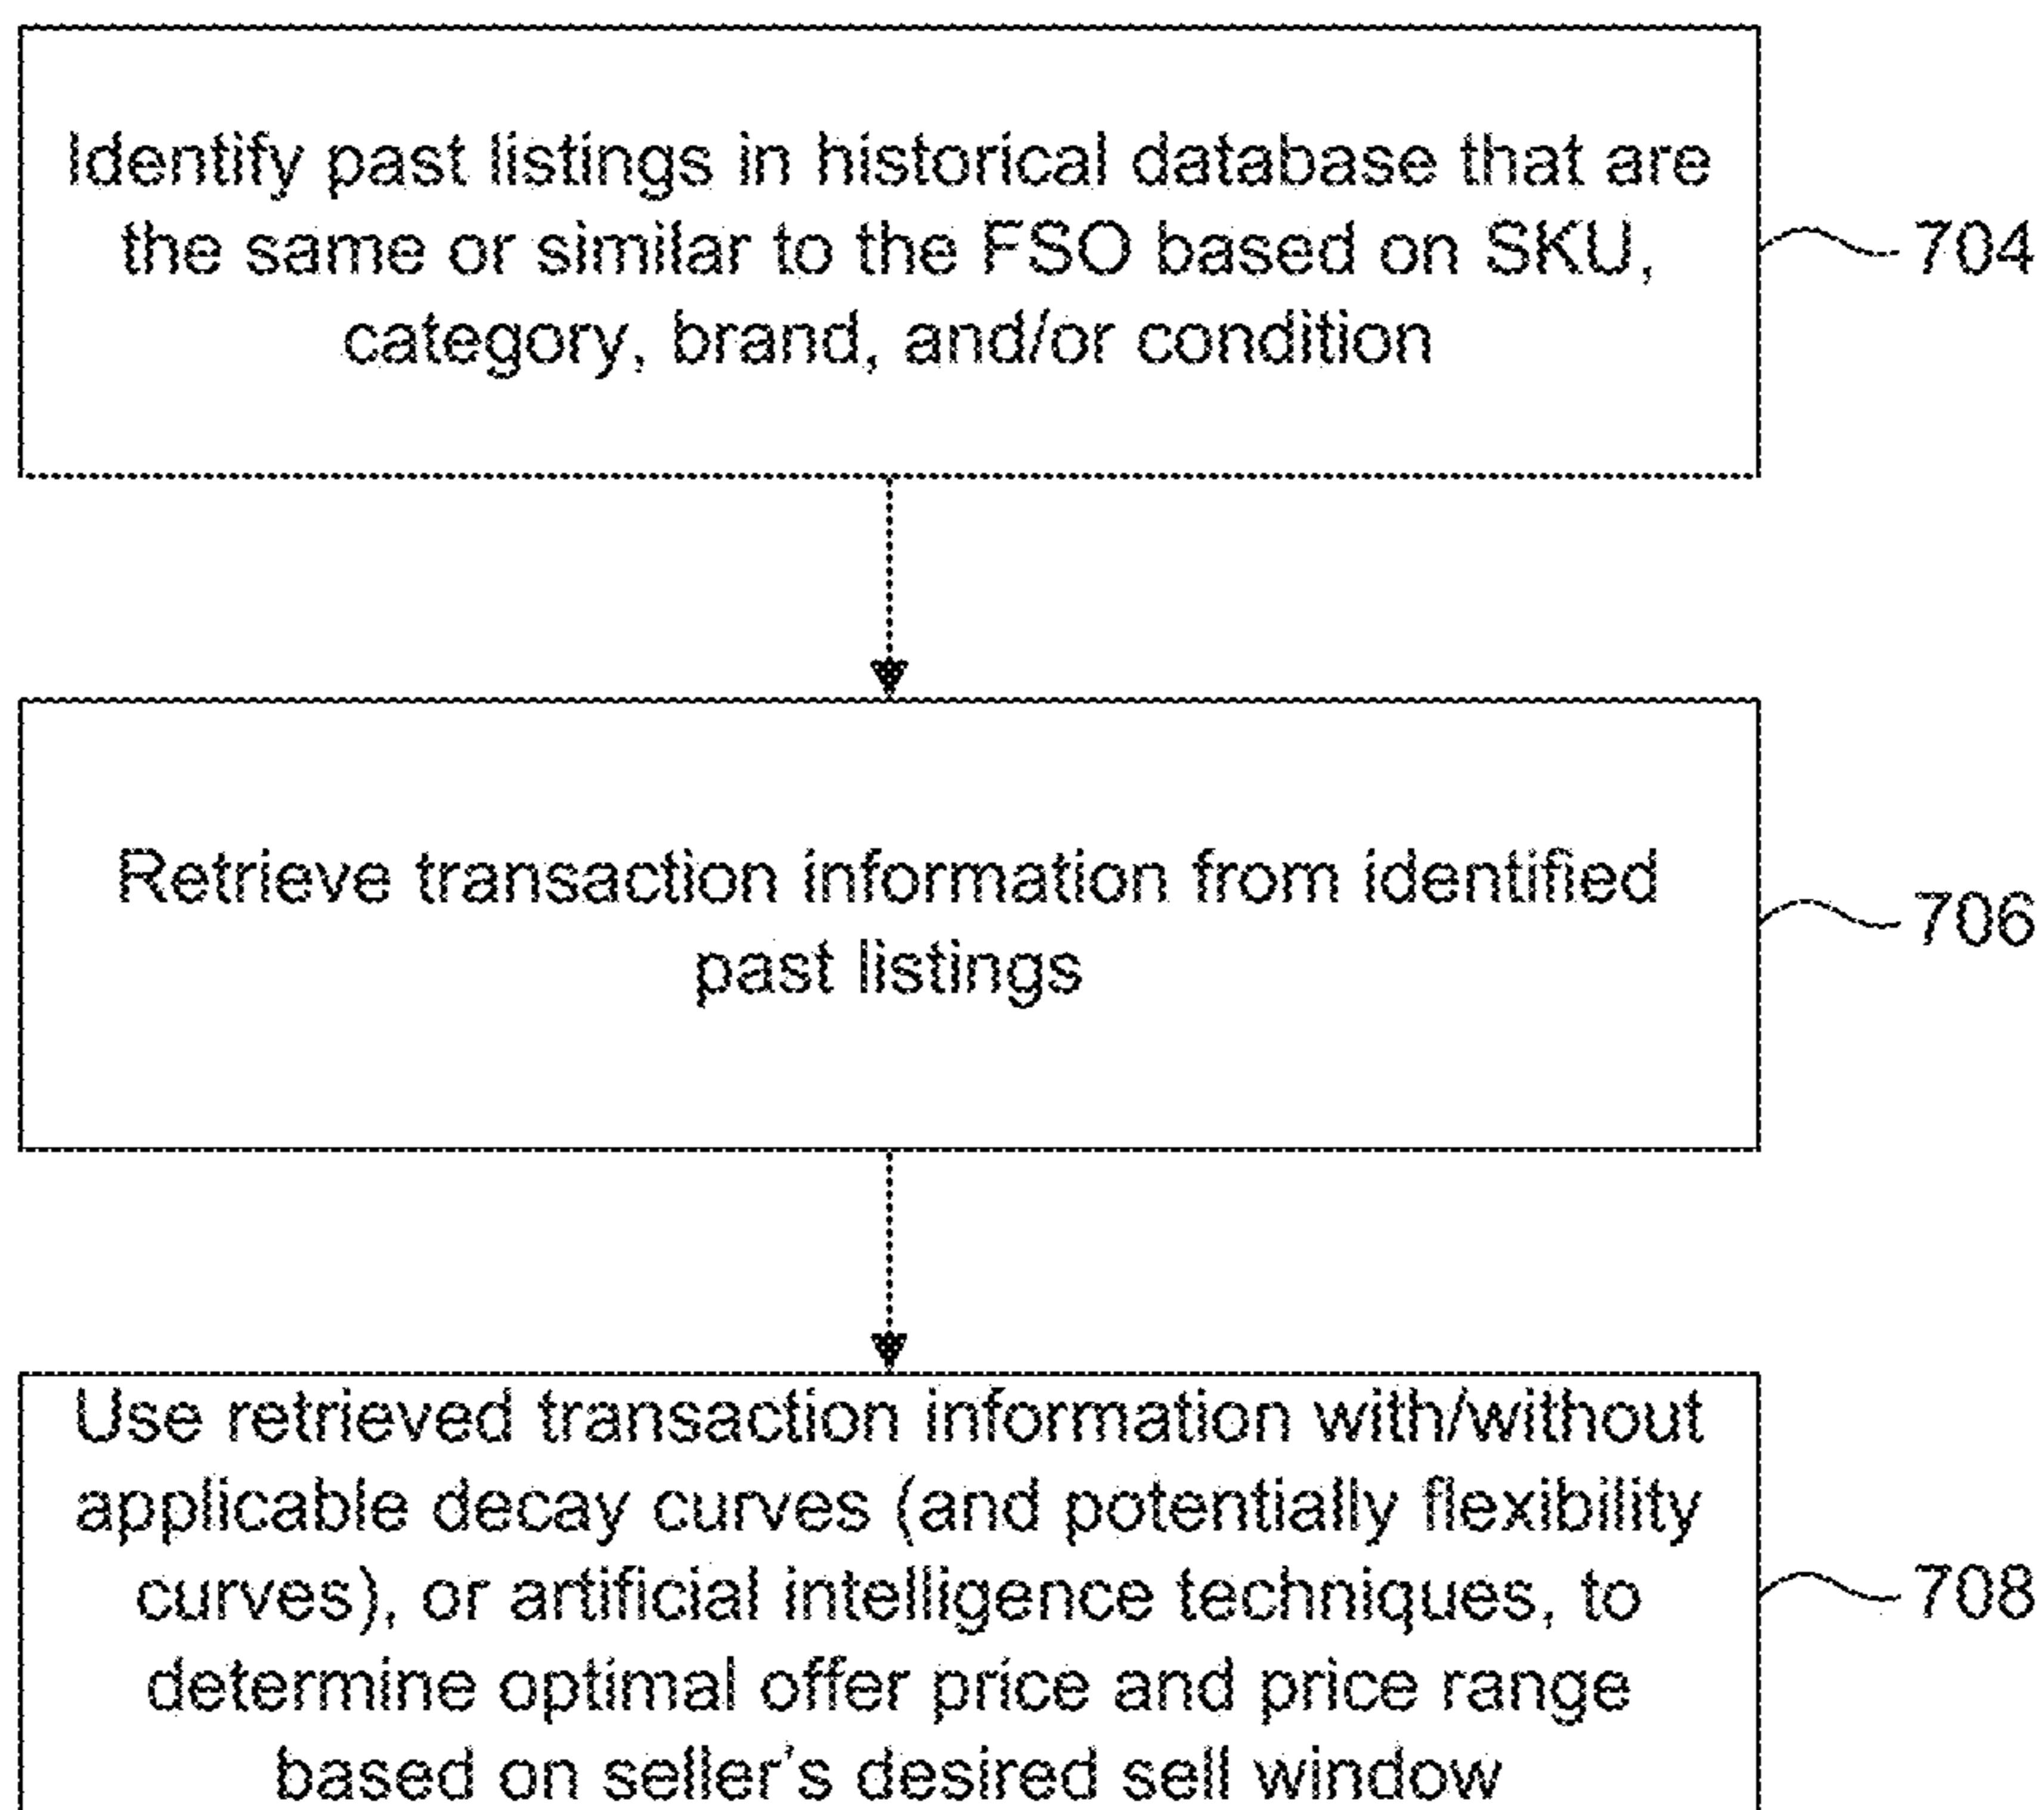 Identify past listings in historical database that are
the same or similar to the FSO based on SKU,
category, brand, and/or condition
704
Retrieve transaction information from identified
past listings
706
Use retrieved transaction information with/without
applicable decay curves (and potentially flexibility
curves), or artificial intelligence techniques, to
determine optimal offer price and price range
based on seller's desired sell window
708